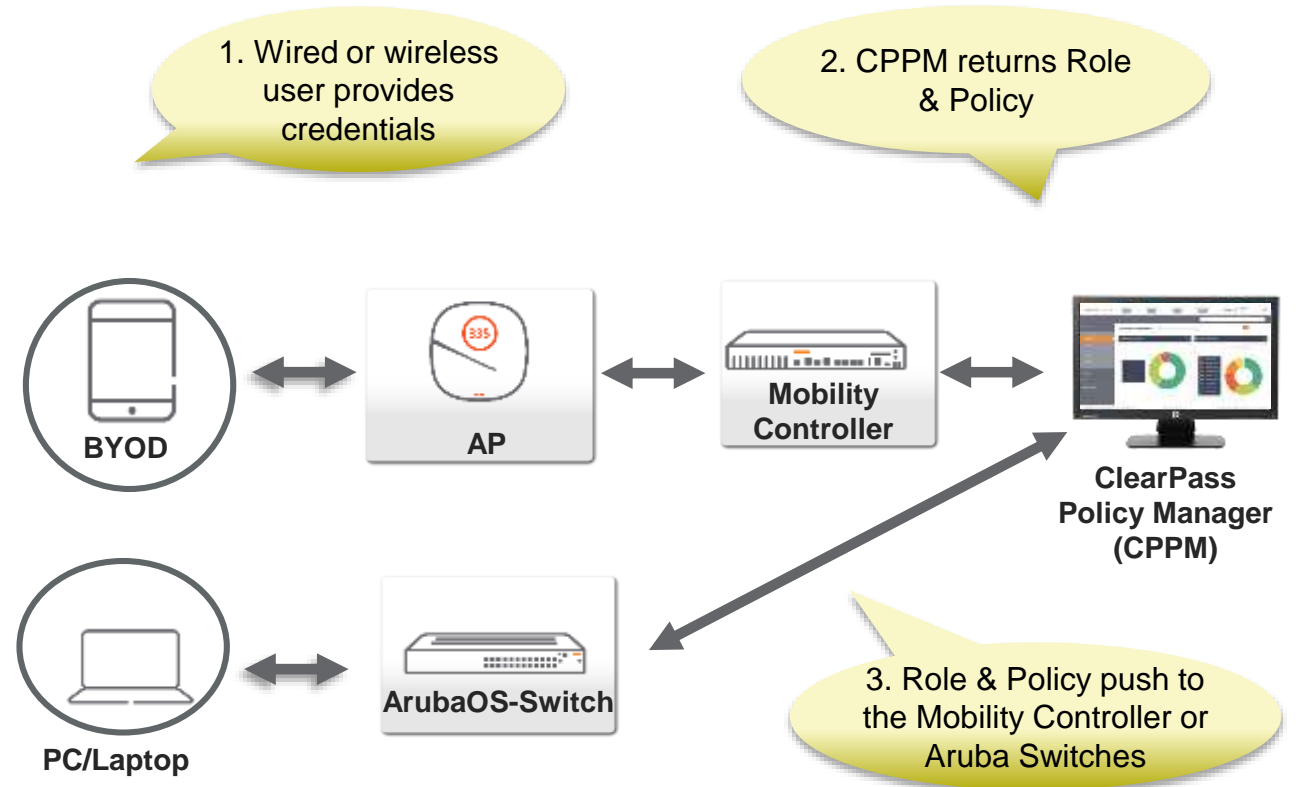 1. Wired or wireless
user provides
credentials
2. CPPM returns Role
& Policy
335
BYOD
AP
Mobility
Controller
ClearPass
Policy Manager
(CPPM)
ArubaOS-Switch
PC/Laptop
3. Role & Policy push to
the Mobility Controller or
Aruba Switches